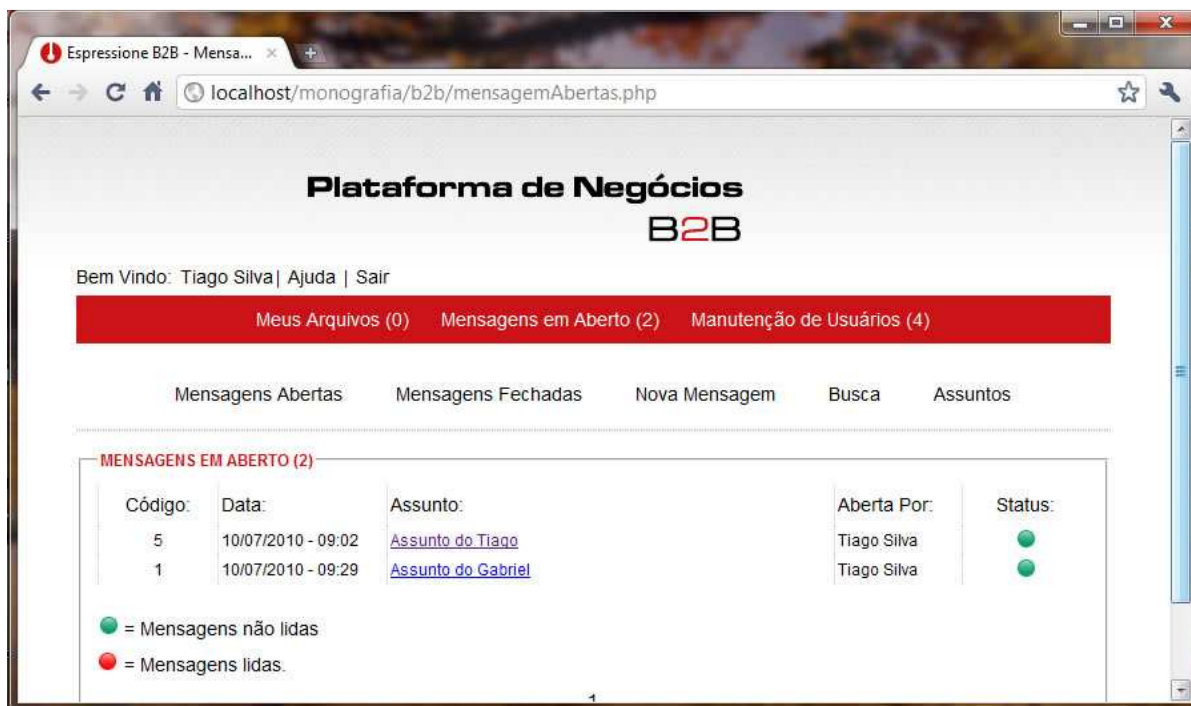 Espressione B2B - Mensa...
localhost/monografia/b2b/mensagemAbertas.php
Plataforma de Negócios
B2B
Bem Vindo: Tiago Silva | Ajuda | Sair
Meus Arquivos (0) Mensagens em Aberto (2) Manutenção de Usuários (4)
Mensagens Abertas Mensagens Fechadas Nova Mensagem Busca Assuntos
MENSAGENS EM ABERTO (2)
Código: Data: Assunto: Aberta Por: Status:
5 10/07/2010 - 09:02 Assunto do Tiago Tiago Silva
1 10/07/2010 - 09:29 Assunto do Gabriel Tiago Silva
= Mensagens não lidas
= Mensagens lidas.
1